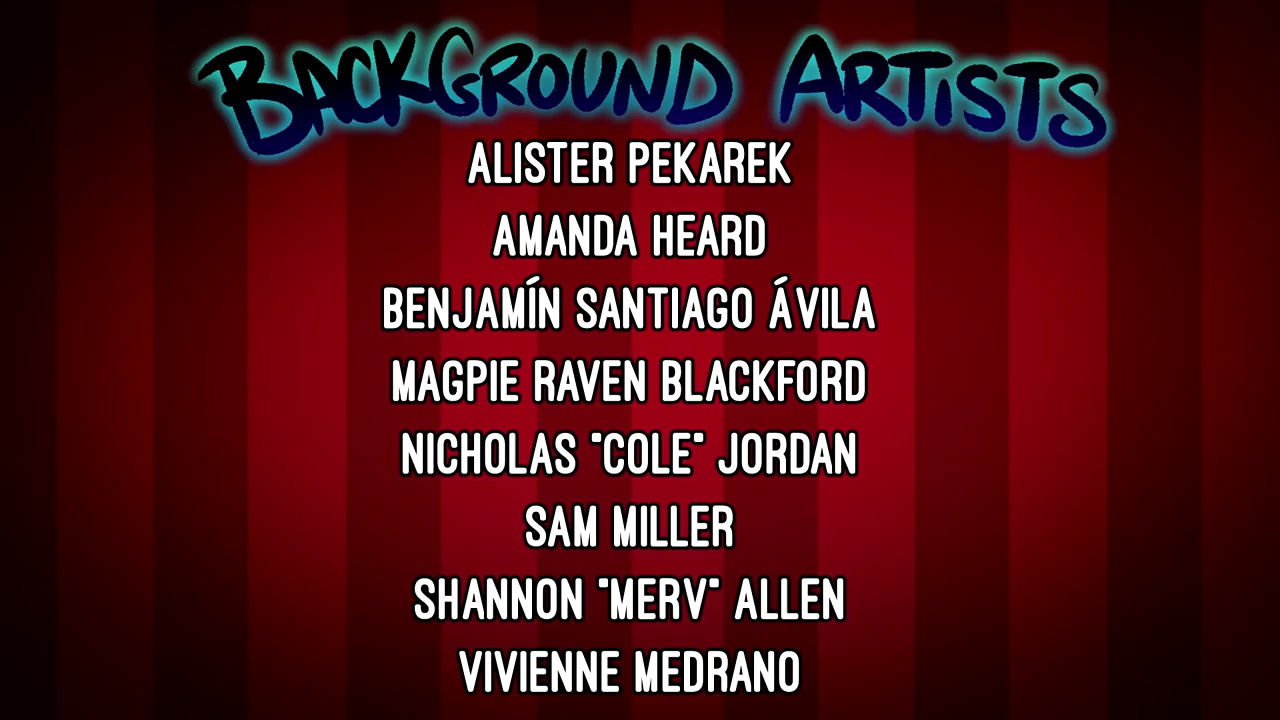 BACKGROUND ARTISTS
ALISTER PEKAREK
AMANDA HEARD
BENJAMÍN SANTIAGO ÁVILA
MAGPIE RAVEN BLACKFORD
NICHOLAS "COLE" JORDAN
SAM MILLER
SHANNON "MERV" ALLEN
VIVIENNE MEDRANO